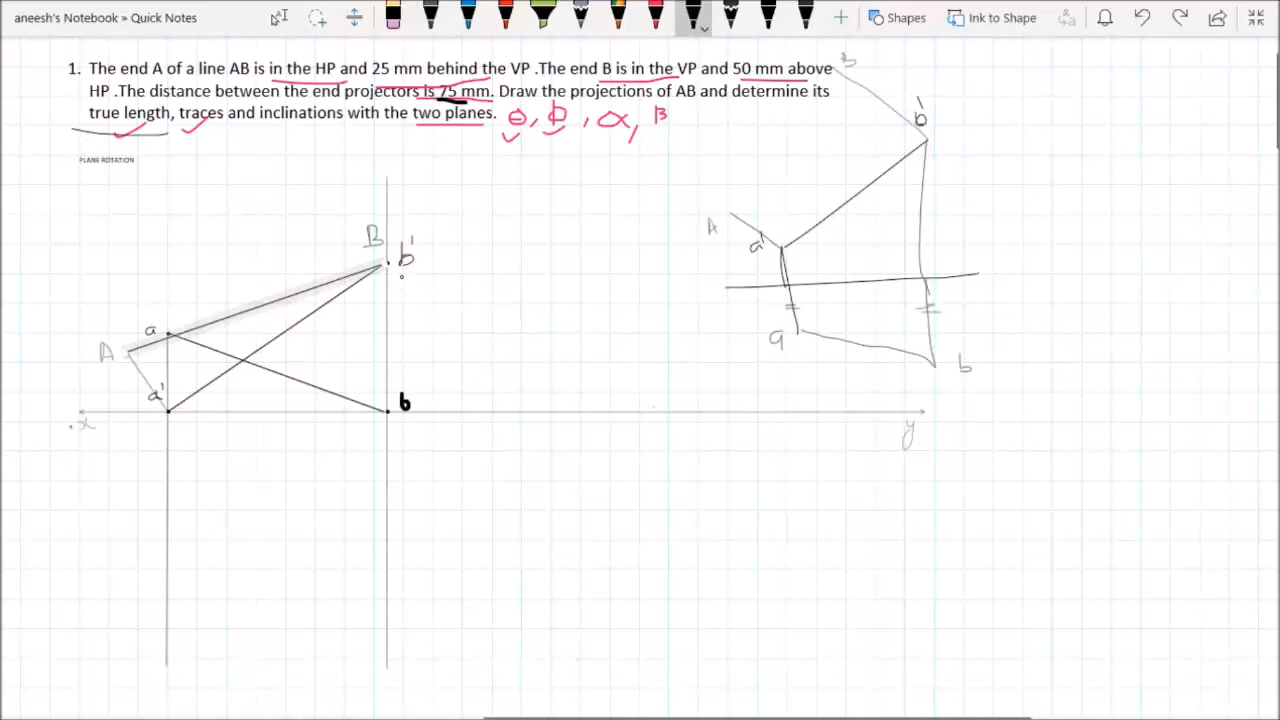 aneesh's Notebook » Quick Notes
Shapes
Ink to Shape
1. The end A of a line AB is in the HP and 25 mm behind the VP .The end B is in the VP and 50 mm above
HP .The distance between the end projectors is 75 mm. Draw the projections of AB and determine its
true length, traces and inclinations with the two planes. θ, Φ, α, B
PLANE ROTATION
B
b'
A
a'
B
b'
a
A
a'
b
a
b
x
y